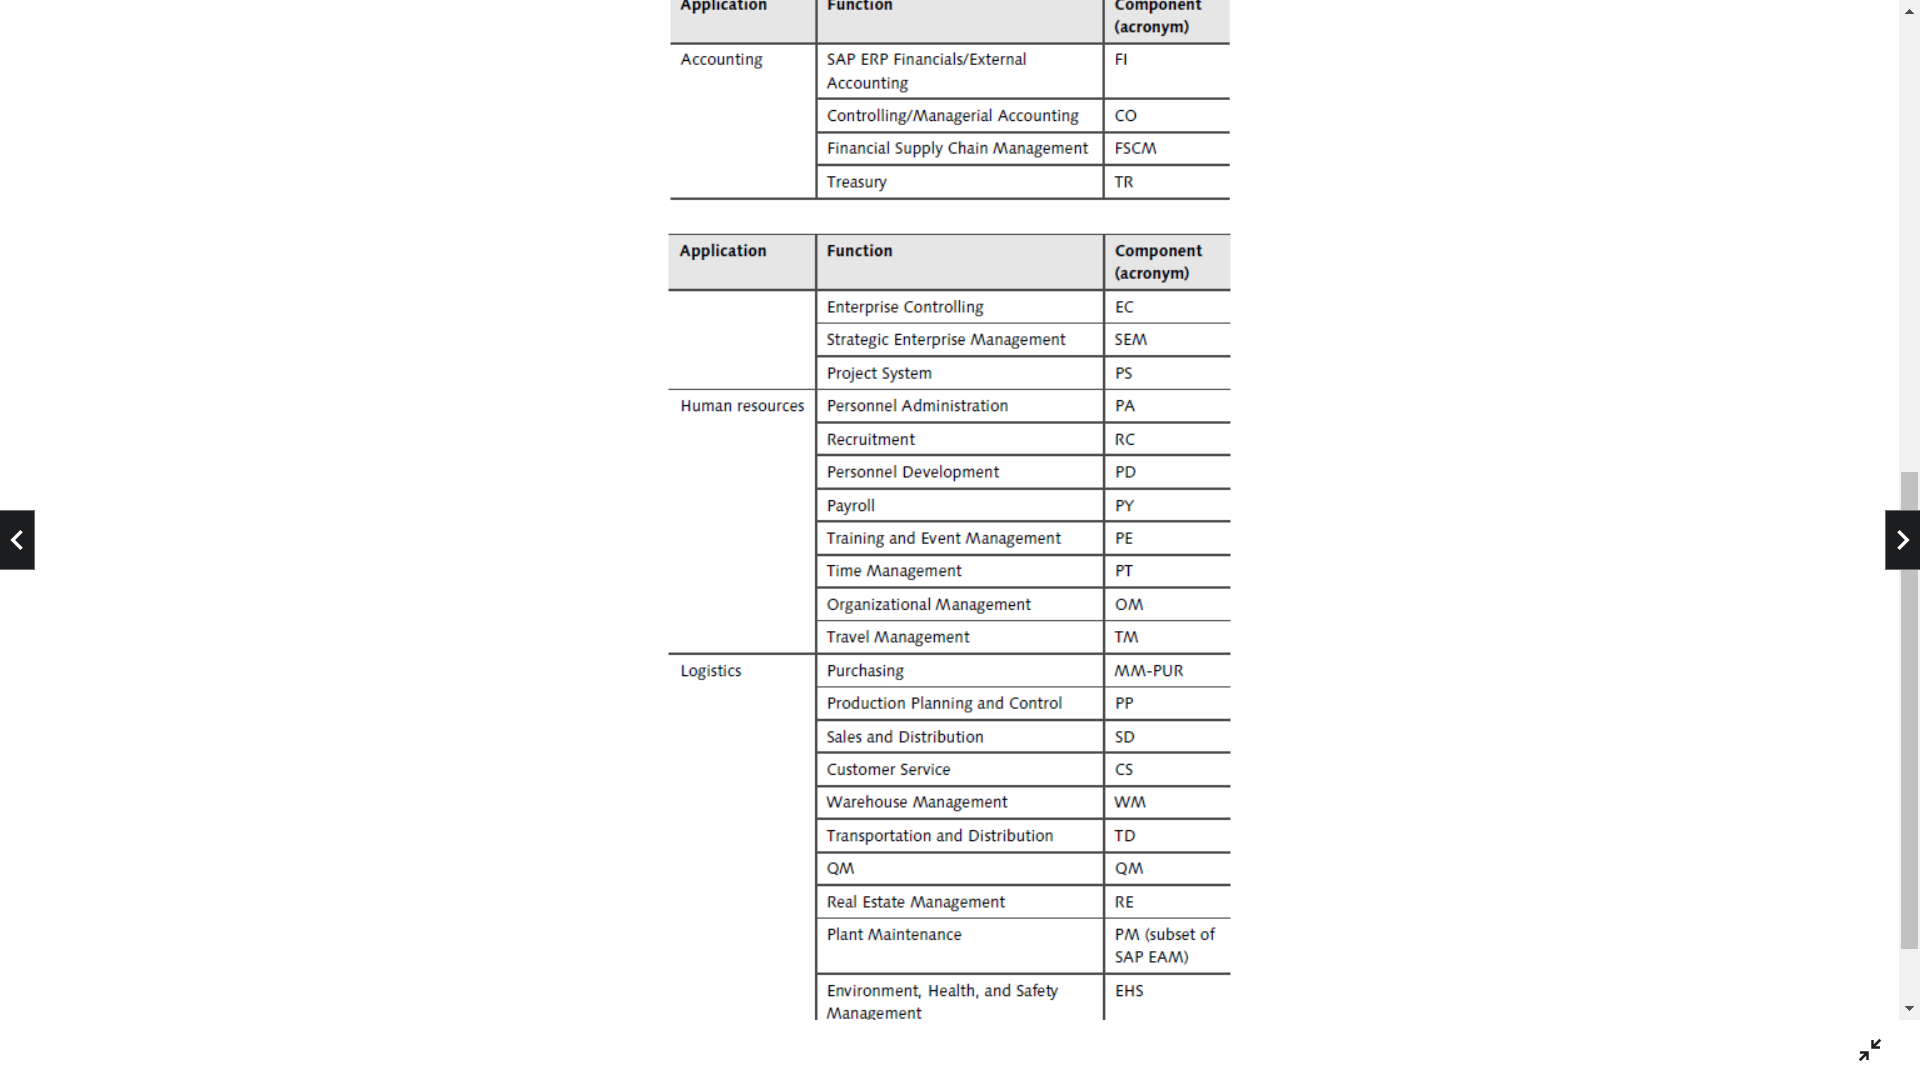 Application Function Component
(acronym)
Accounting SAP ERP Financials/External FI
Accounting
Controlling/Managerial Accounting CO
Financial Supply Chain Management FSCM
Treasury TR
Application Function Component
(acronym)
Enterprise Controlling EC
Strategic Enterprise Management SEM
Project System PS
Human resources Personnel Administration PA
Recruitment RC
Personnel Development PD
Payroll PY
Training and Event Management PE
Time Management PT
Organizational Management OM
Travel Management TM
Logistics Purchasing MM-PUR
Production Planning and Control PP
Sales and Distribution SD
Customer Service CS
Warehouse Management WM
Transportation and Distribution TD
QM QM
Real Estate Management RE
Plant Maintenance PM (subset of
SAP EAM)
Environment, Health, and Safety EHS
Management